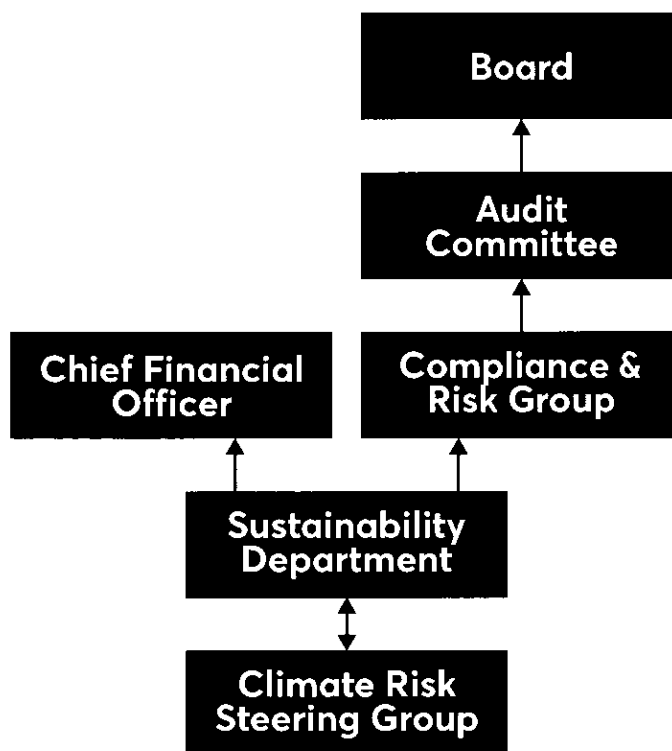 Board
Audit
Committee
Chief Financial
Officer
Compliance &
Risk Group
Sustainability
Department
Climate Risk
Steering Group